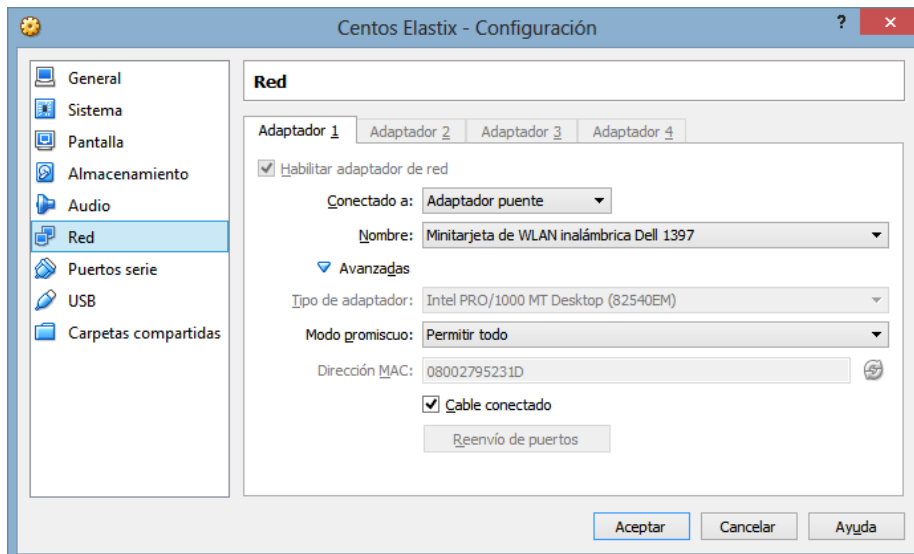 Centos Elastix - Configuración
?
General
Sistema
Pantalla
Almacenamiento
Audio
Red
Puertos serie
USB
Carpetas compartidas
Red
Adaptador 1 Adaptador 2 Adaptador 3 Adaptador 4
Habilitar adaptador de red
Conectado a: Adaptador puente
Nombre: Minitarjeta de WLAN inalámbrica Dell 1397
Avanzadas
Tipo de adaptador: Intel PRO/1000 MT Desktop (82540EM)
Modo promiscuo: Permitir todo
Dirección MAC: 08002795231D
Cable conectado
Reenvío de puertos
Aceptar Cancelar Ayuda